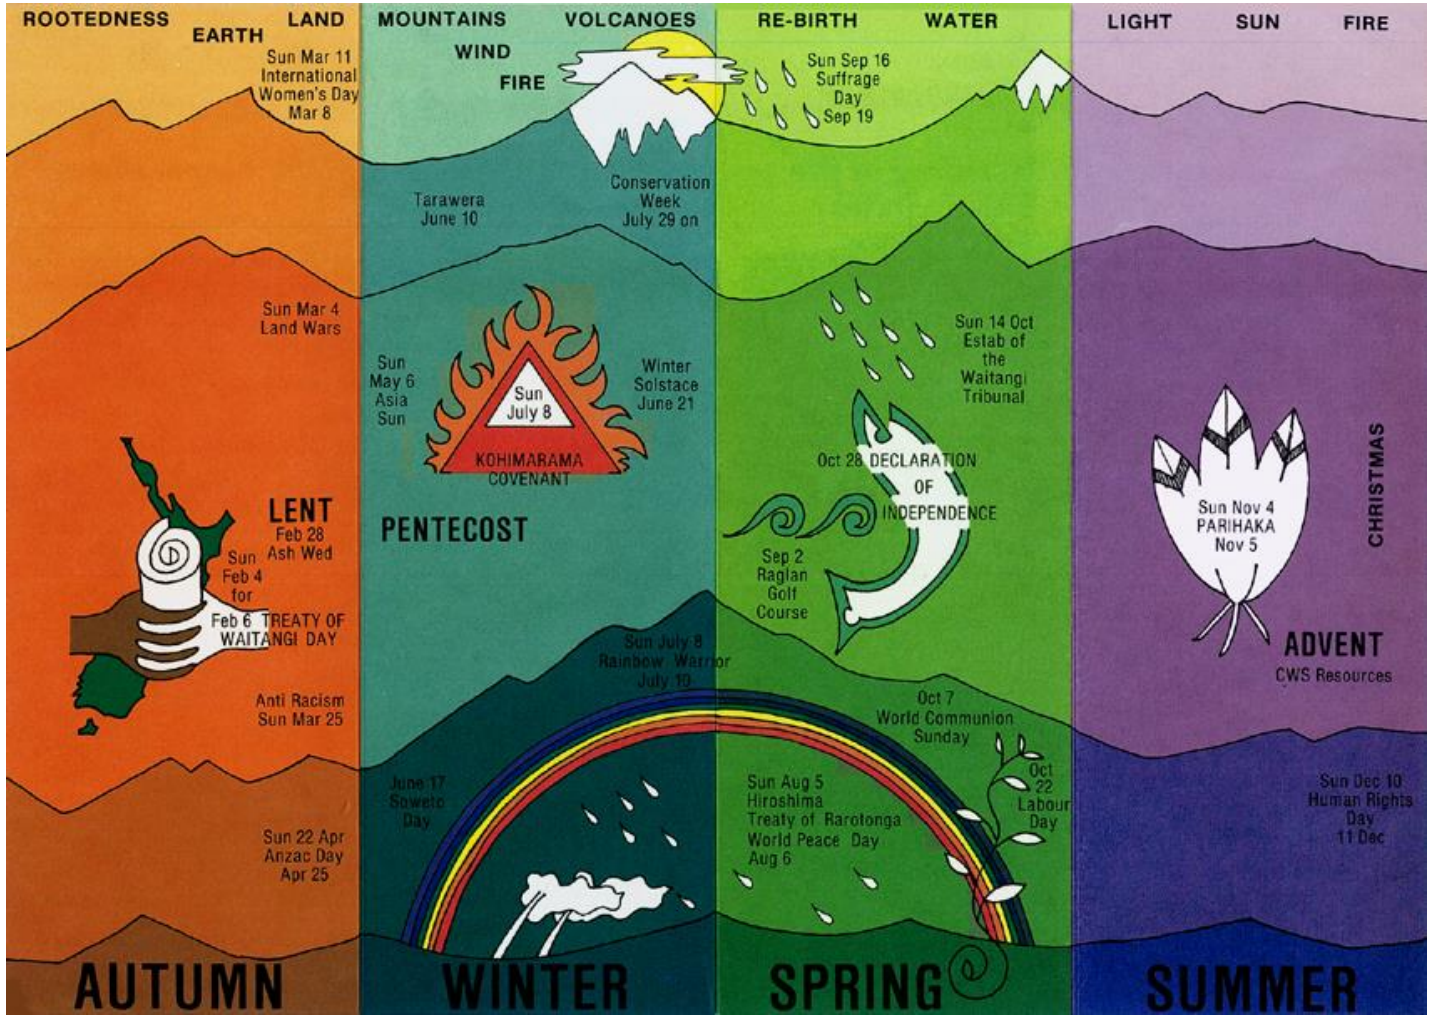 ROOTEDNESS
EARTH
LAND
Sun Mar 11
International
Women's Day
Mar 8
Sun Mar 4
Land Wars
LENT
Feb 28
Ash Wed
Sun
Feb 4
for
Feb 6 TREATY OF
WAITANGI DAY
Anti Racism
Sun Mar 25
Sun 22 Apr
Anzac Day
Apr 25
AUTUMN
MOUNTAINS
VOLCANOES
WIND
FIRE
Tarawera
June 10
Conservation
Week
July 29 on
Sun
May 6
Asia
Sun
Sun
July 8
KOHIMARAMA
COVENANT
Winter
Solstace
June 21
PENTECOST
Sun July 8
Rainbow Warrior
July 10
June 17
Soweto
Day
WINTER
RE-BIRTH
WATER
Sun Sep 16
Suffrage
Day
Sep 19
Sun 14 Oct
Estab of
the
Waitangi
Tribunal
Oct 28 DECLARATION
OF
INDEPENDENCE
Sep 2
Raglan
Golf
Course
Oct 7
World Communion
Sunday
Oct
22
Labour
Day
Sun Aug 5
Hiroshima
Treaty of Rarotonga
World Peace Day
Aug 6
SPRING
LIGHT
SUN
FIRE
Sun Nov 4
PARIHAKA
Nov 5
CHRISTMAS
ADVENT
CWS Resources
Sun Dec 10
Human Rights
Day
11 Dec
SUMMER